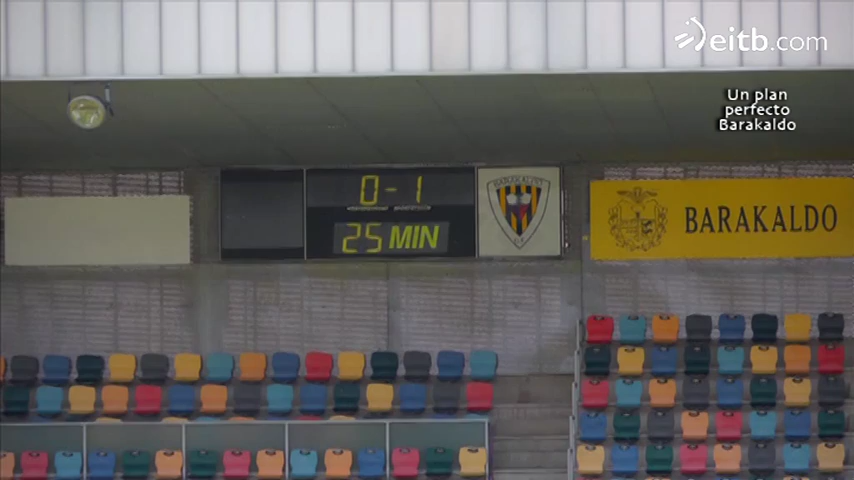 eitb.com
Un plan
perfecto
Barakaldo
0-1
25 MIN
BARAKALDO